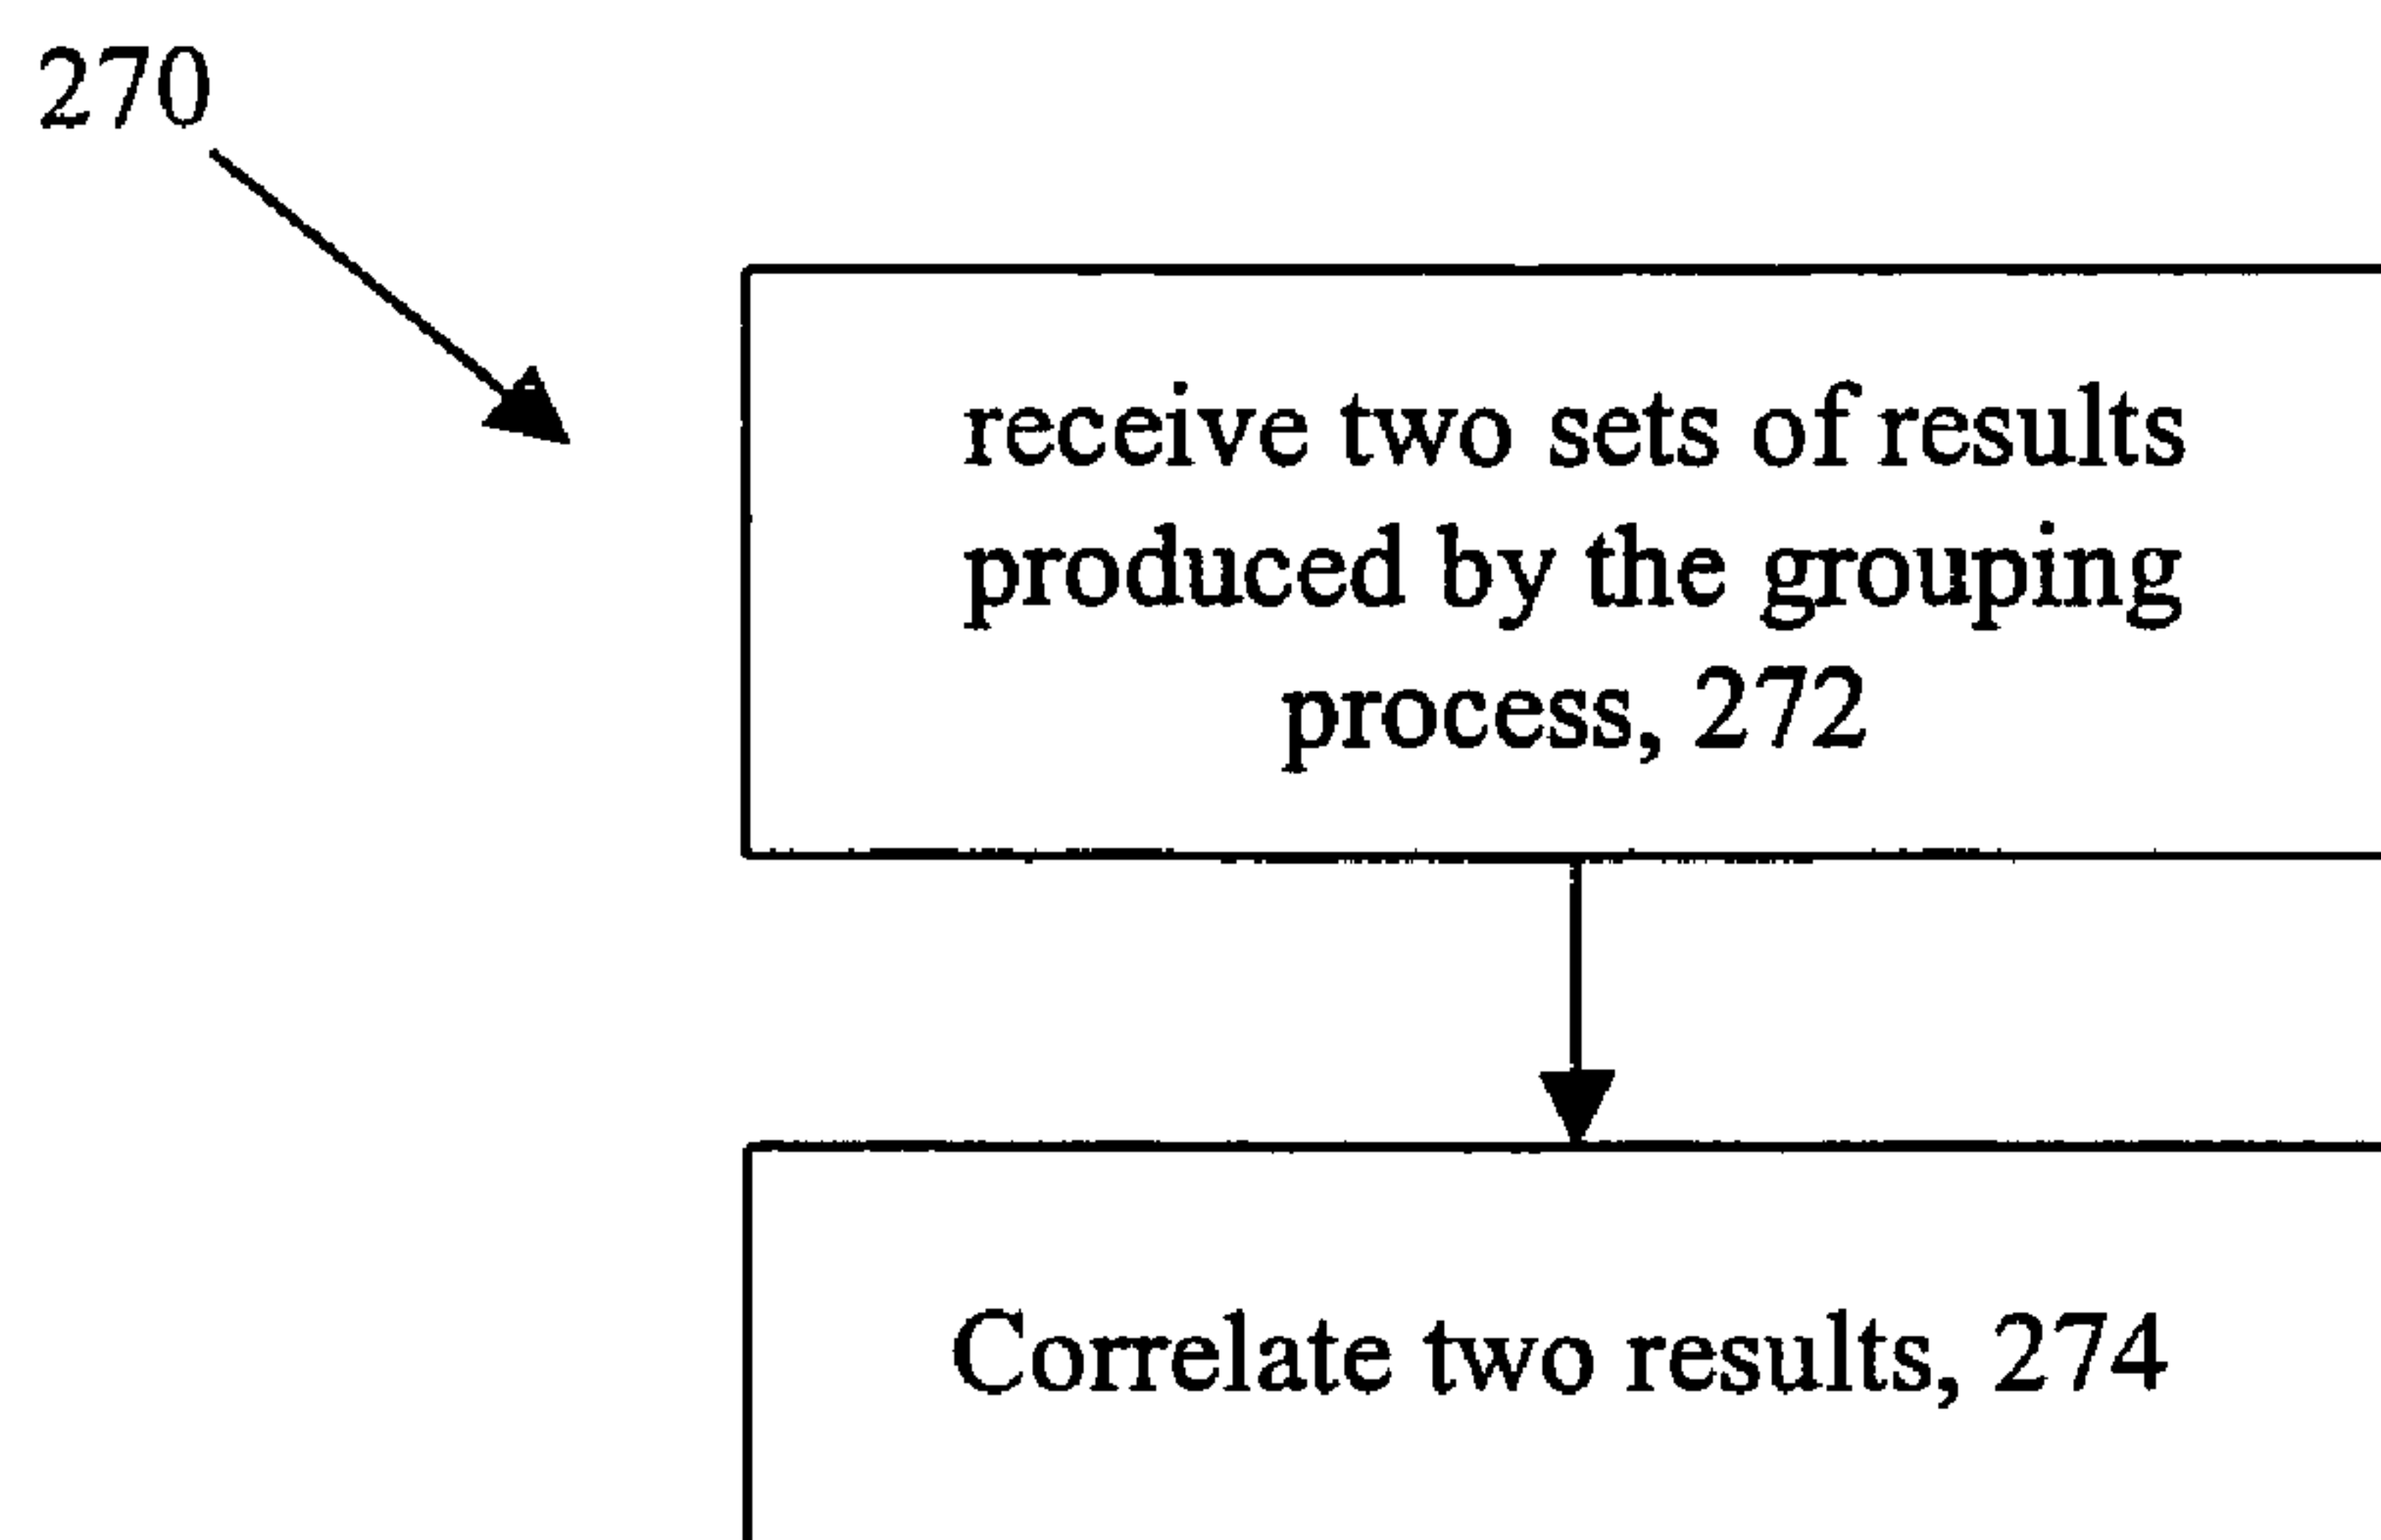 270
receive two sets of results
produced by the grouping
process, 272
Correlate two results, 274